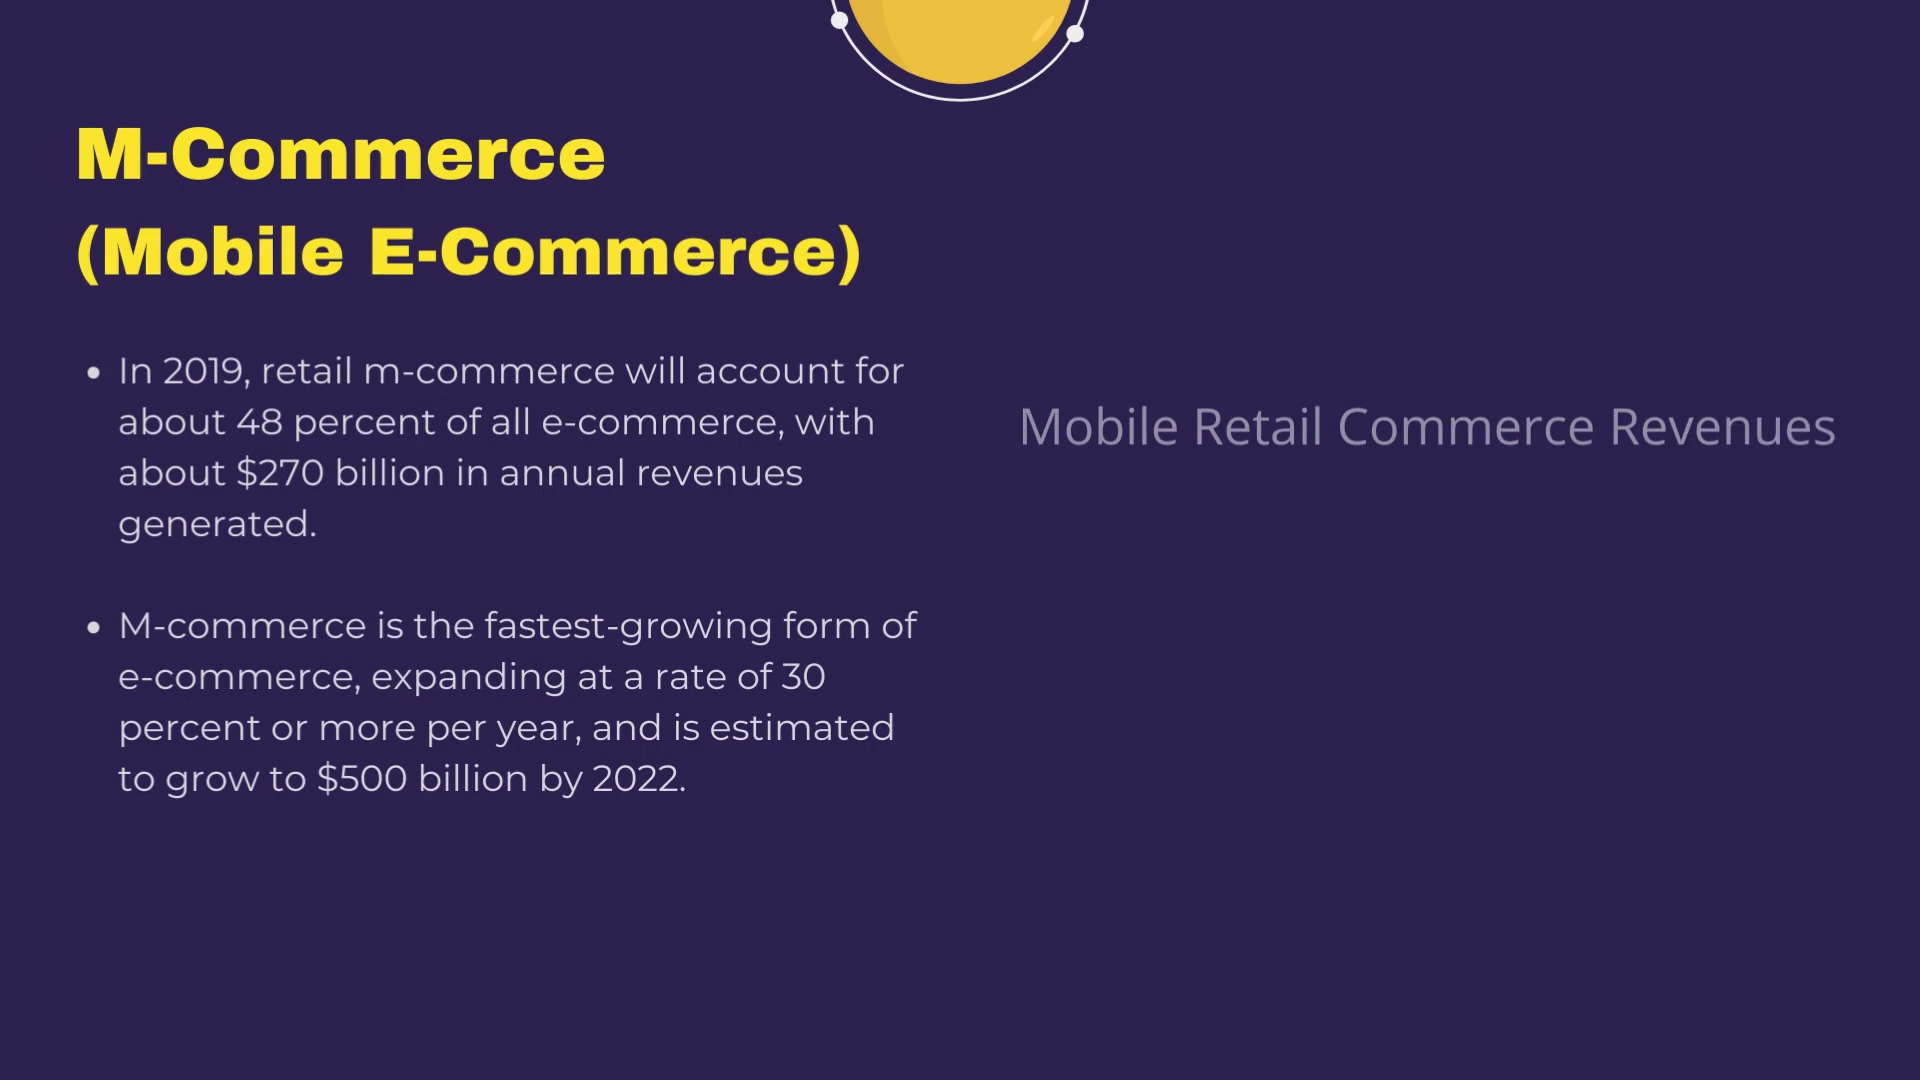 M-Commerce
(Mobile E-Commerce)
• In 2019, retail m-commerce will account for
about 48 percent of all e-commerce, with
about $270 billion in annual revenues
generated.
• M-commerce is the fastest-growing form of
e-commerce, expanding at a rate of 30
percent or more per year, and is estimated
to grow to $500 billion by 2022.
Mobile Retail Commerce Revenues